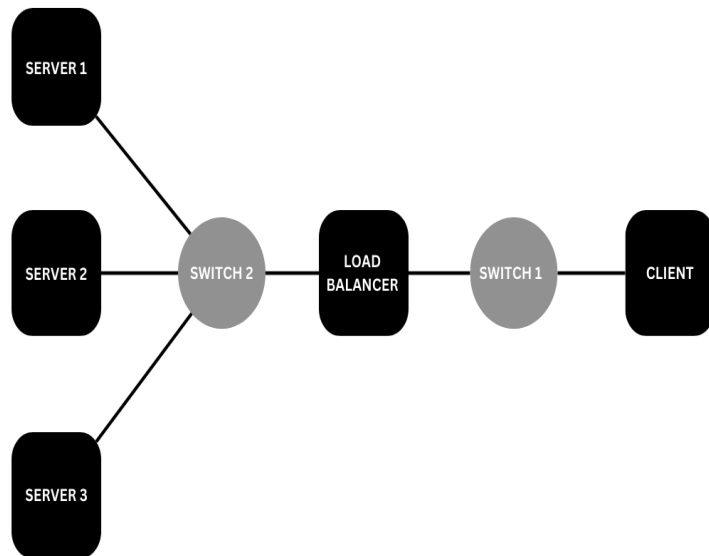 SERVER 1
SERVER 2
SWITCH 2
LOAD
BALANCER
SWITCH 1
CLIENT
SERVER 3